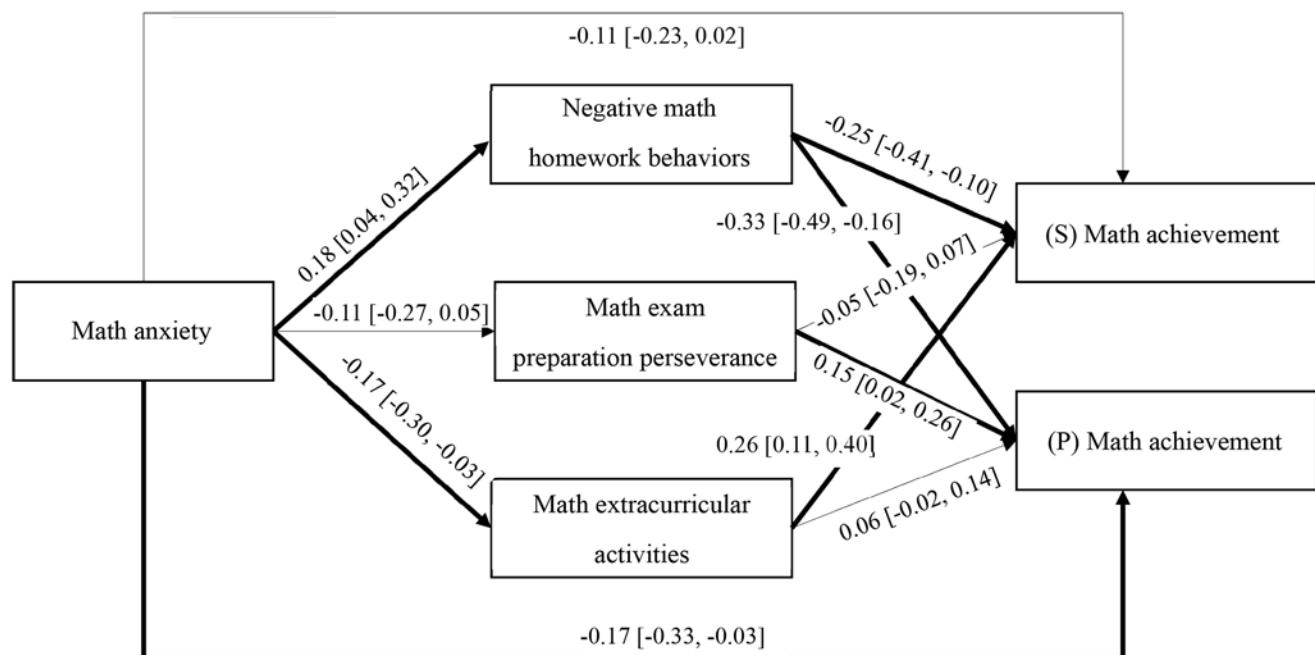 -0.11 [-0.23, 0.02]
Negative math
homework behaviors
-0.25 [-0.41, -0.10]
0.18 [0.04, 0.32]
-0.33 [-0.49, -0.16]
(S) Math achievement
-0.05 [-0.19, 0.07]
Math anxiety
-0.11 [-0.27, 0.05]
Math exam
preparation perseverance
-0.17 [-0.30, -0.03]
0.15 [0.02, 0.26]
(P) Math achievement
0.26 [0.11, 0.40]
Math extracurricular
activities
0.06 [-0.02, 0.14]
-0.17 [-0.33, -0.03]